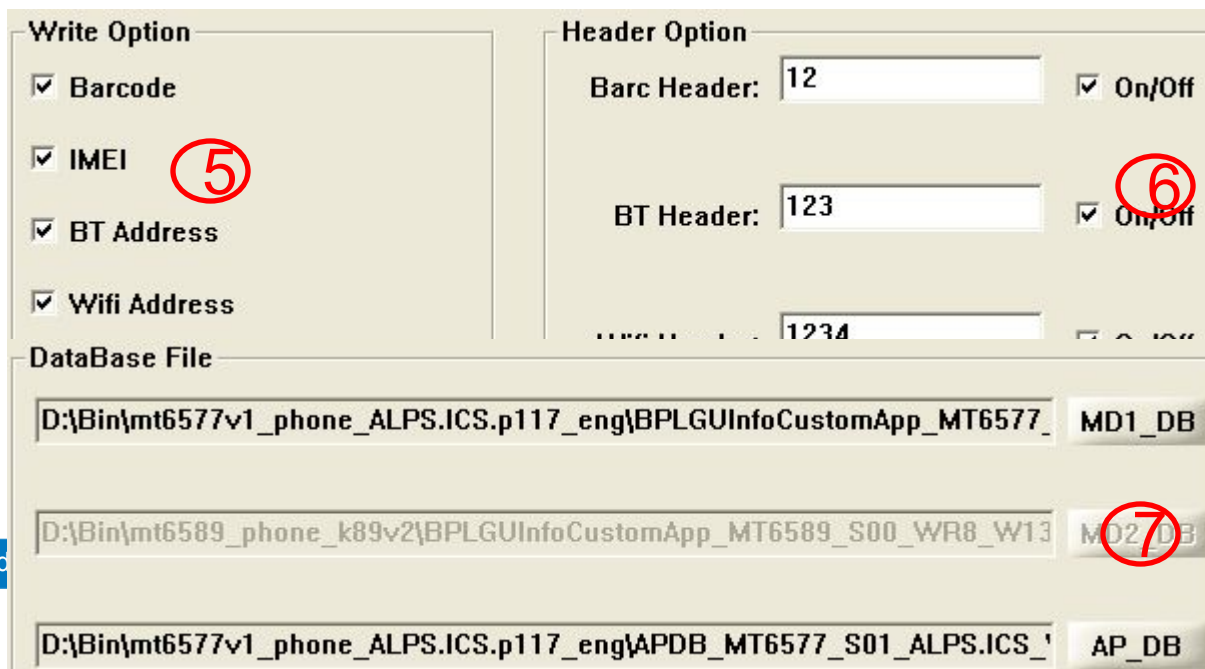 Write Option
Barcode
IMEI
BT Address
Wifi Address
5
Header Option
Barc Header: 12 On/Off
BT Header: 123 On/Off
6
1234
DataBase File
D:\Bin\mt6577v1_phone_ALPS.ICS.p117_eng\BPLGUInfoCustomApp_MT6577_ MD1_DB
D:\Bin\mt6589_phone_k89v2\BPLGUInfoCustomApp_MT6589_S00_WR8_W13 MD2_DB
7
D:\Bin\mt6577v1_phone_ALPS.ICS.p117_eng\APDB_MT6577_S01_ALPS.ICS_ AP_DB